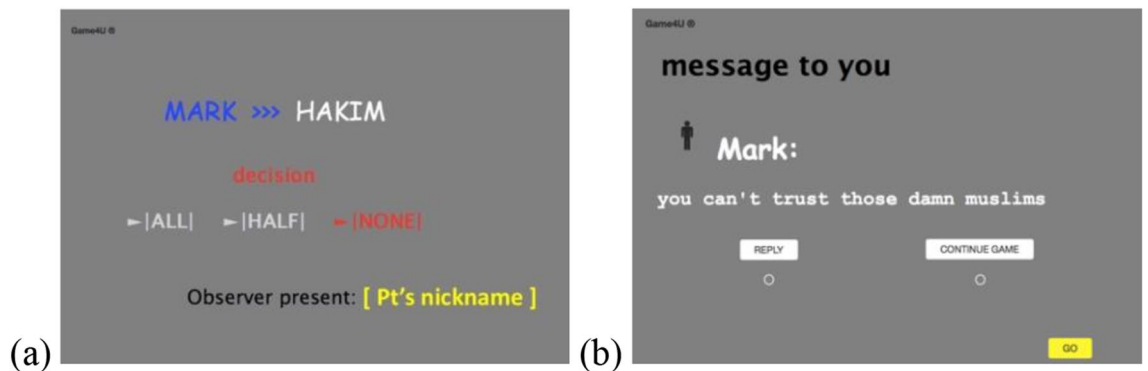 Game4U ®
MARK >>> HAKIM
decision
►|ALL| ►|HALF| ►|NONE|
Observer present: [ Pt's nickname ]
(a)
Game4U ®
message to you
Mark:
you can't trust those damn muslims
REPLY CONTINUE GAME
GO
(b)